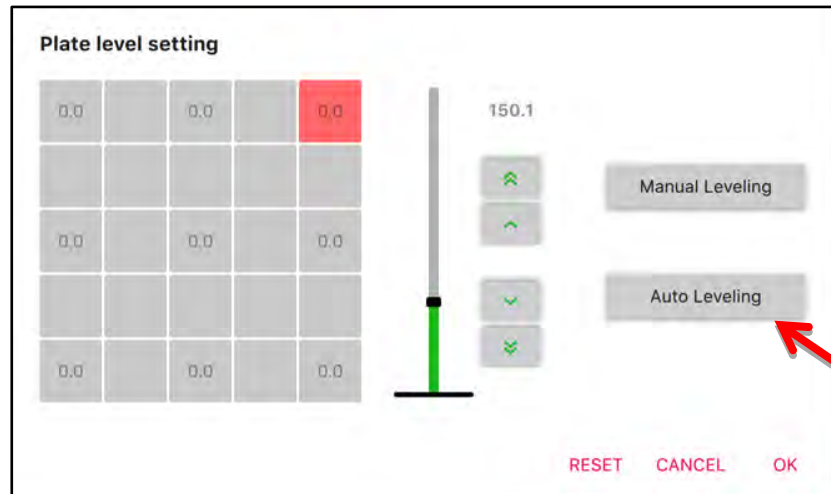 Plate level setting
0.0 0.0 0.0
150.1
Manual Leveling
0.0 0.0 0.0
Auto Leveling
0.0 0.0 0.0
RESET CANCEL OK